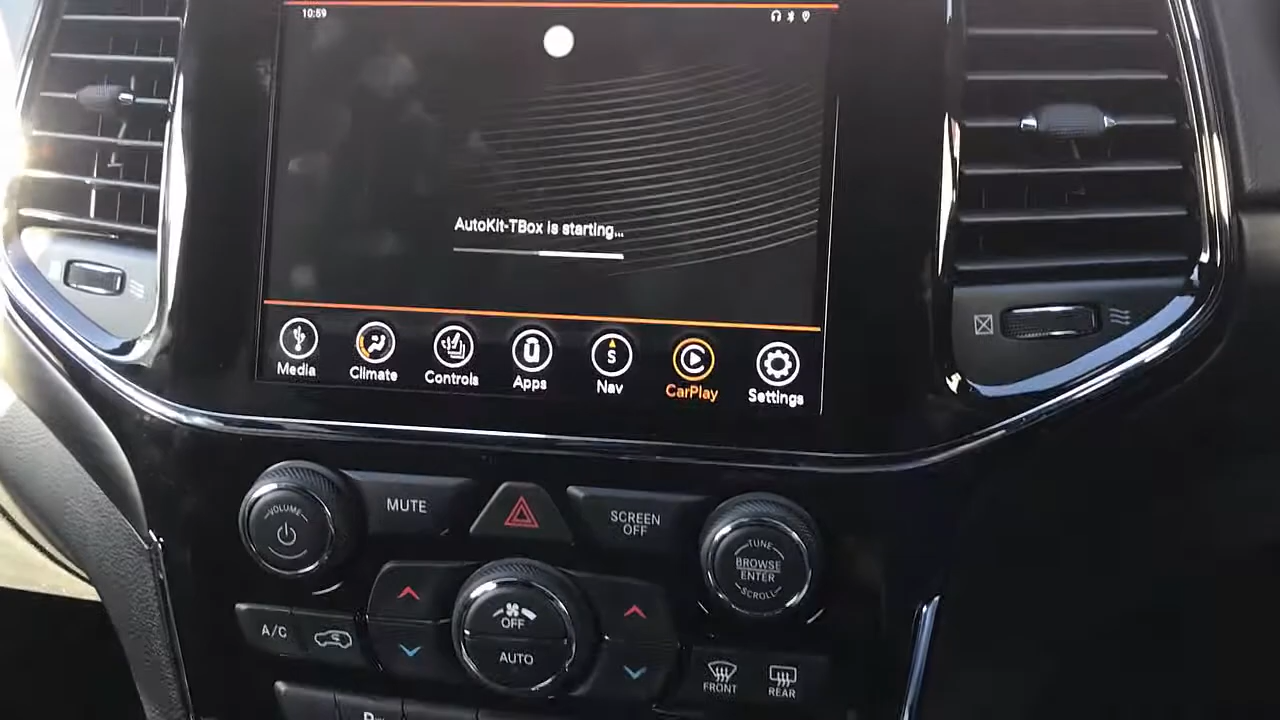 10:59
AutoKit-TBox is starting...
Media
Climate
Controls
Apps
S
Nav
CarPlay
Settings
VOLUME
MUTE
SCREEN
OFF
TUNE
BROWSE
ENTER
SCROLL
OFF
A/C
AUTO
FRONT
REAR